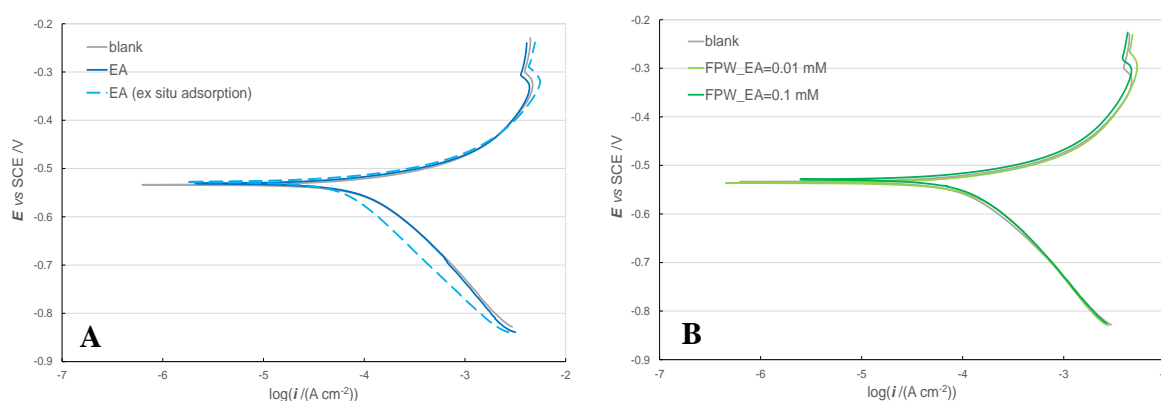 -0.2
-0.3
-0.4
-0.5
-0.6
-0.7
-0.8
-0.9
E vs SCE /V
blank
EA
EA (ex situ adsorption)
A
-7 -6 -5 -4 -3 -2 -1
log(i /(A cm-2))
-0.2
-0.3
-0.4
-0.5
-0.6
-0.7
-0.8
-0.9
E vs SCE /V
blank
FPW_EA=0.01 mM
FPW_EA=0.1 mM
B
-7 -6 -5 -4 -3
log(i /(A cm-2))